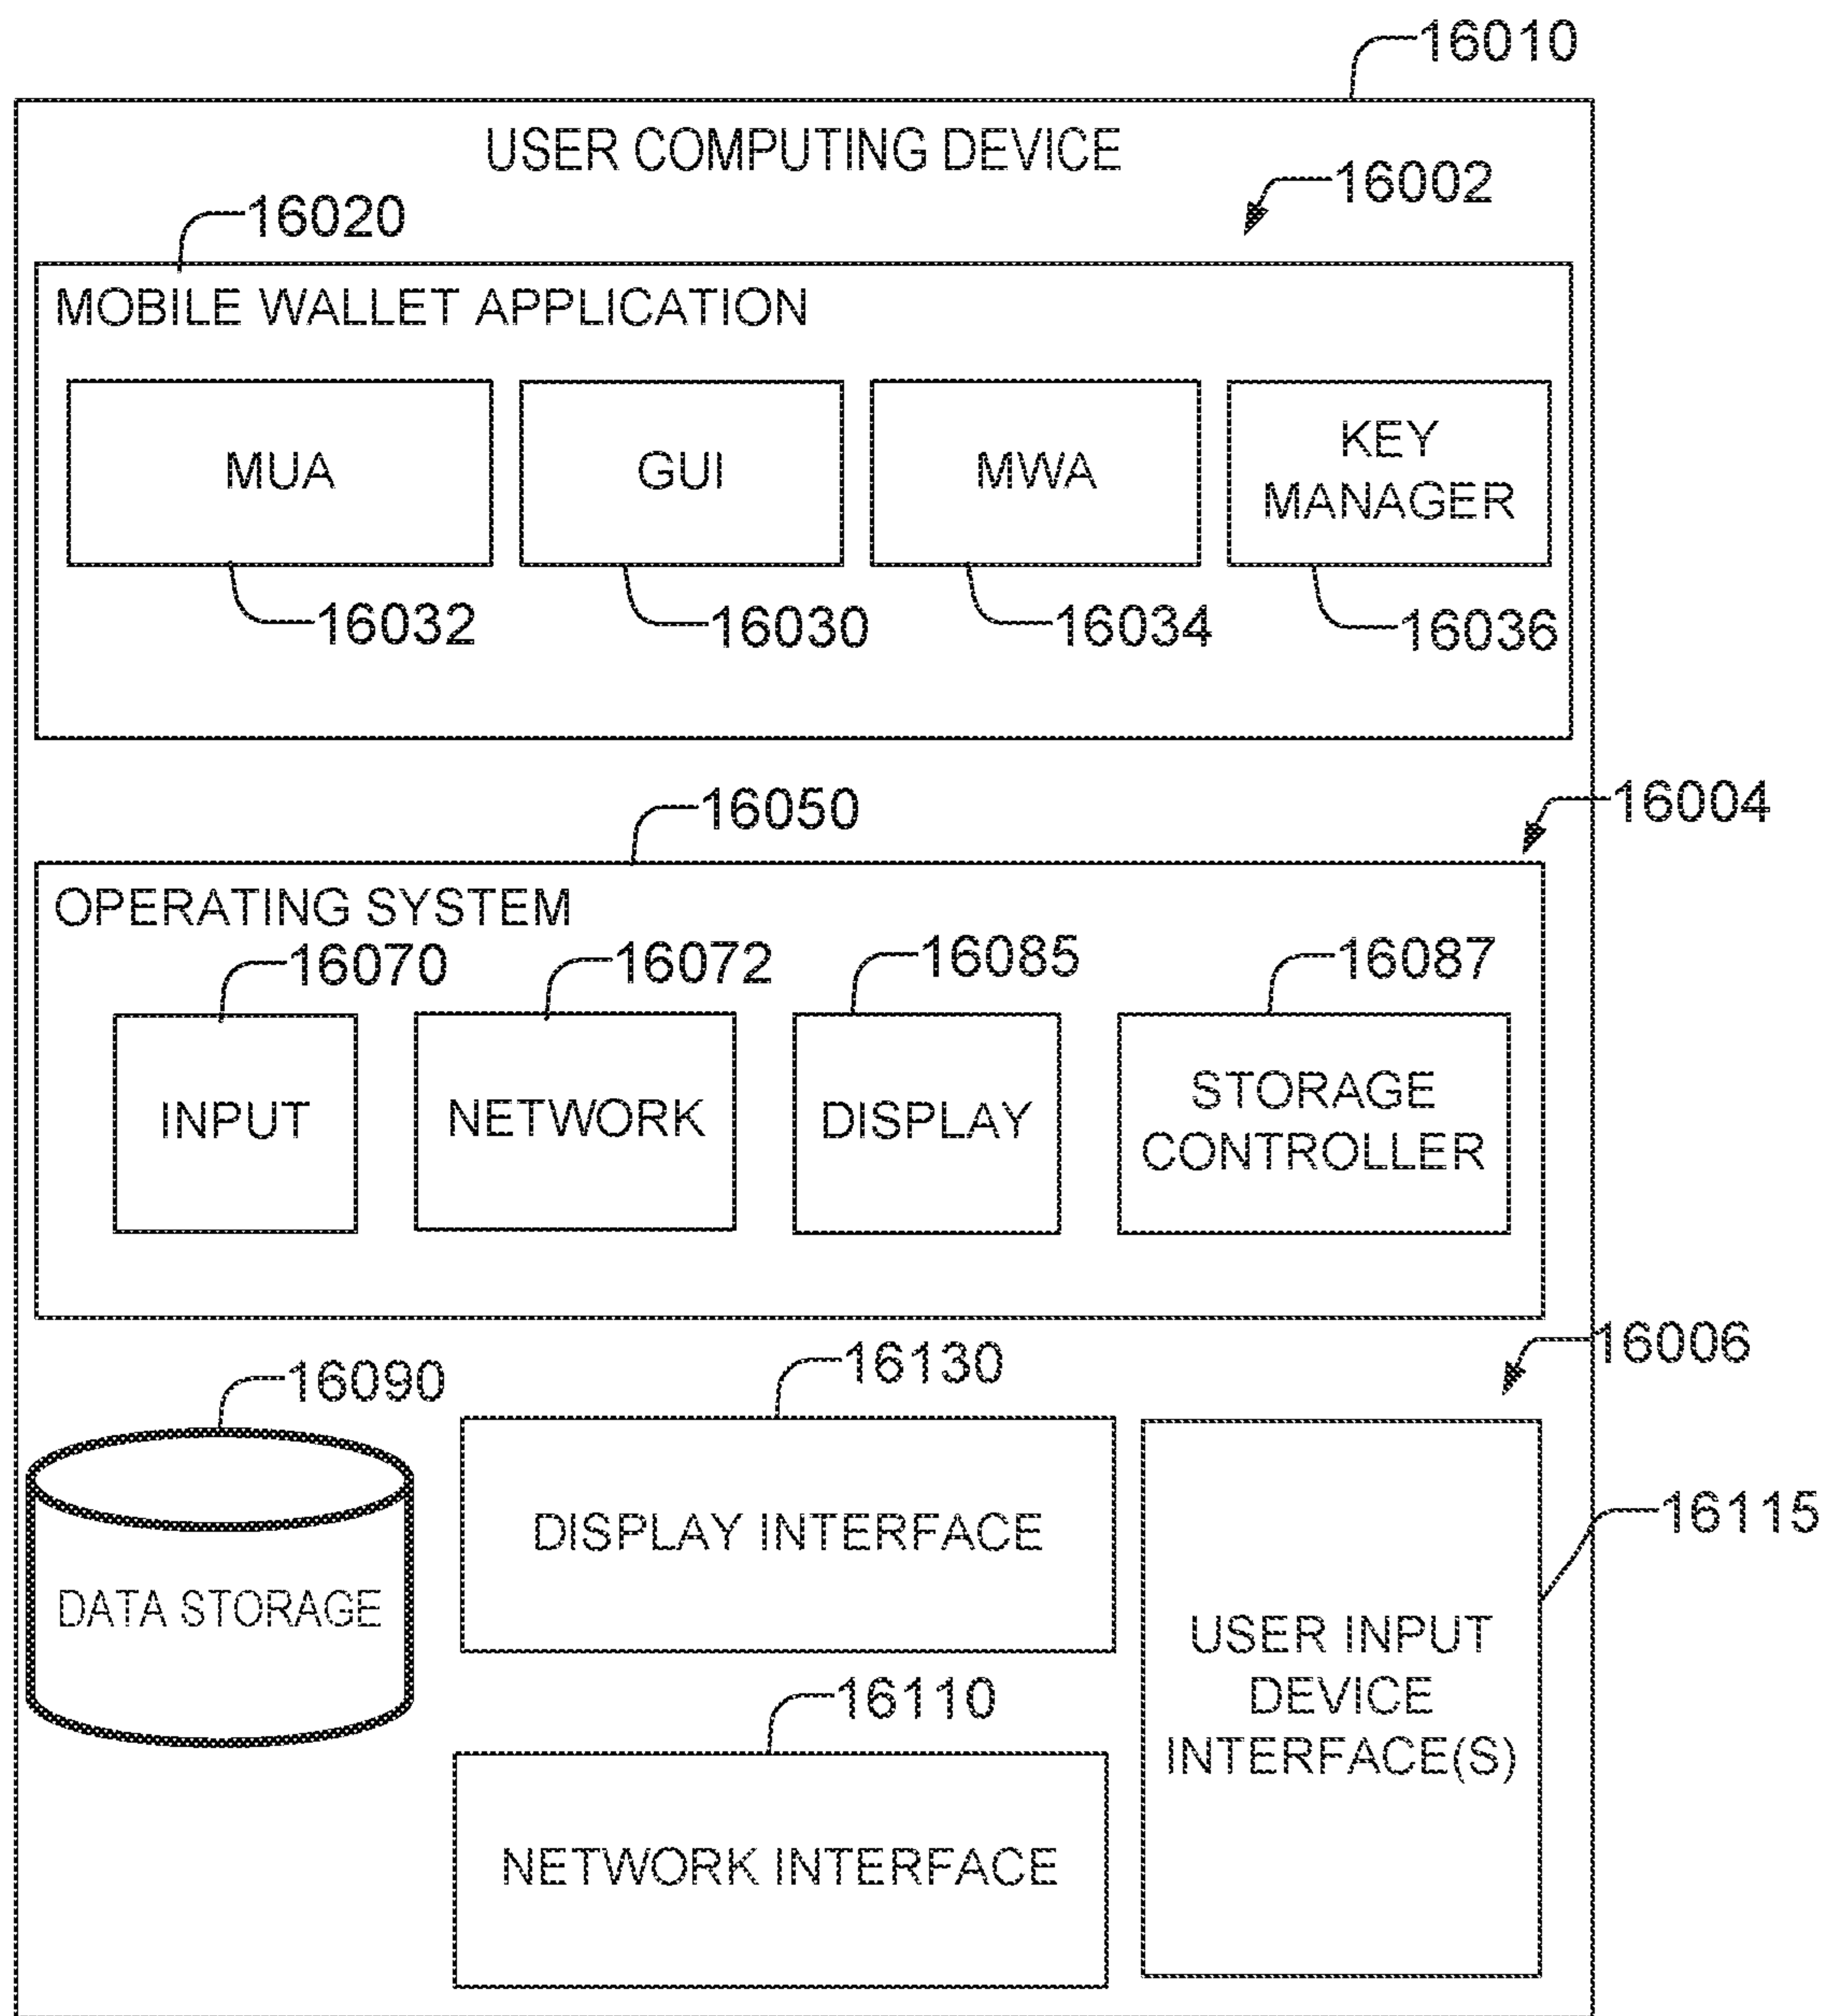 16010
USER COMPUTING DEVICE
16002
16020
MOBILE WALLET APPLICATION
MUA
GUI
MWA
KEY
MANAGER
16032
16030
16034
16036
16004
16050
OPERATING SYSTEM
16070
16072
16085
16087
INPUT
NETWORK
DISPLAY
STORAGE
CONTROLLER
16006
16090
16130
DATA STORAGE
DISPLAY INTERFACE
16115
USER INPUT
DEVICE
INTERFACE(S)
16110
NETWORK INTERFACE